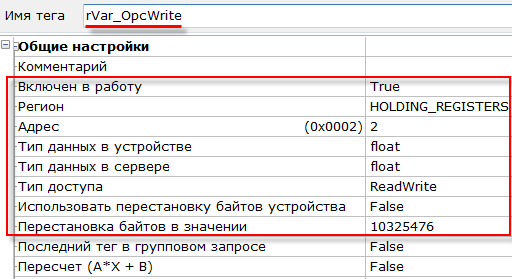 Имя тега rVar_OpcWrite
Общие настройки
Комментарий
Включен в работу True
Регион HOLDING_REGISTERS
Адрес (0x0002) 2
Тип данных в устройстве float
Тип данных в сервере float
Тип доступа ReadWrite
Использовать перестановку байтов устройства False
Перестановка байтов в значении 10325476
Последний тег в групповом запросе False
Пересчет (A*X + B) False